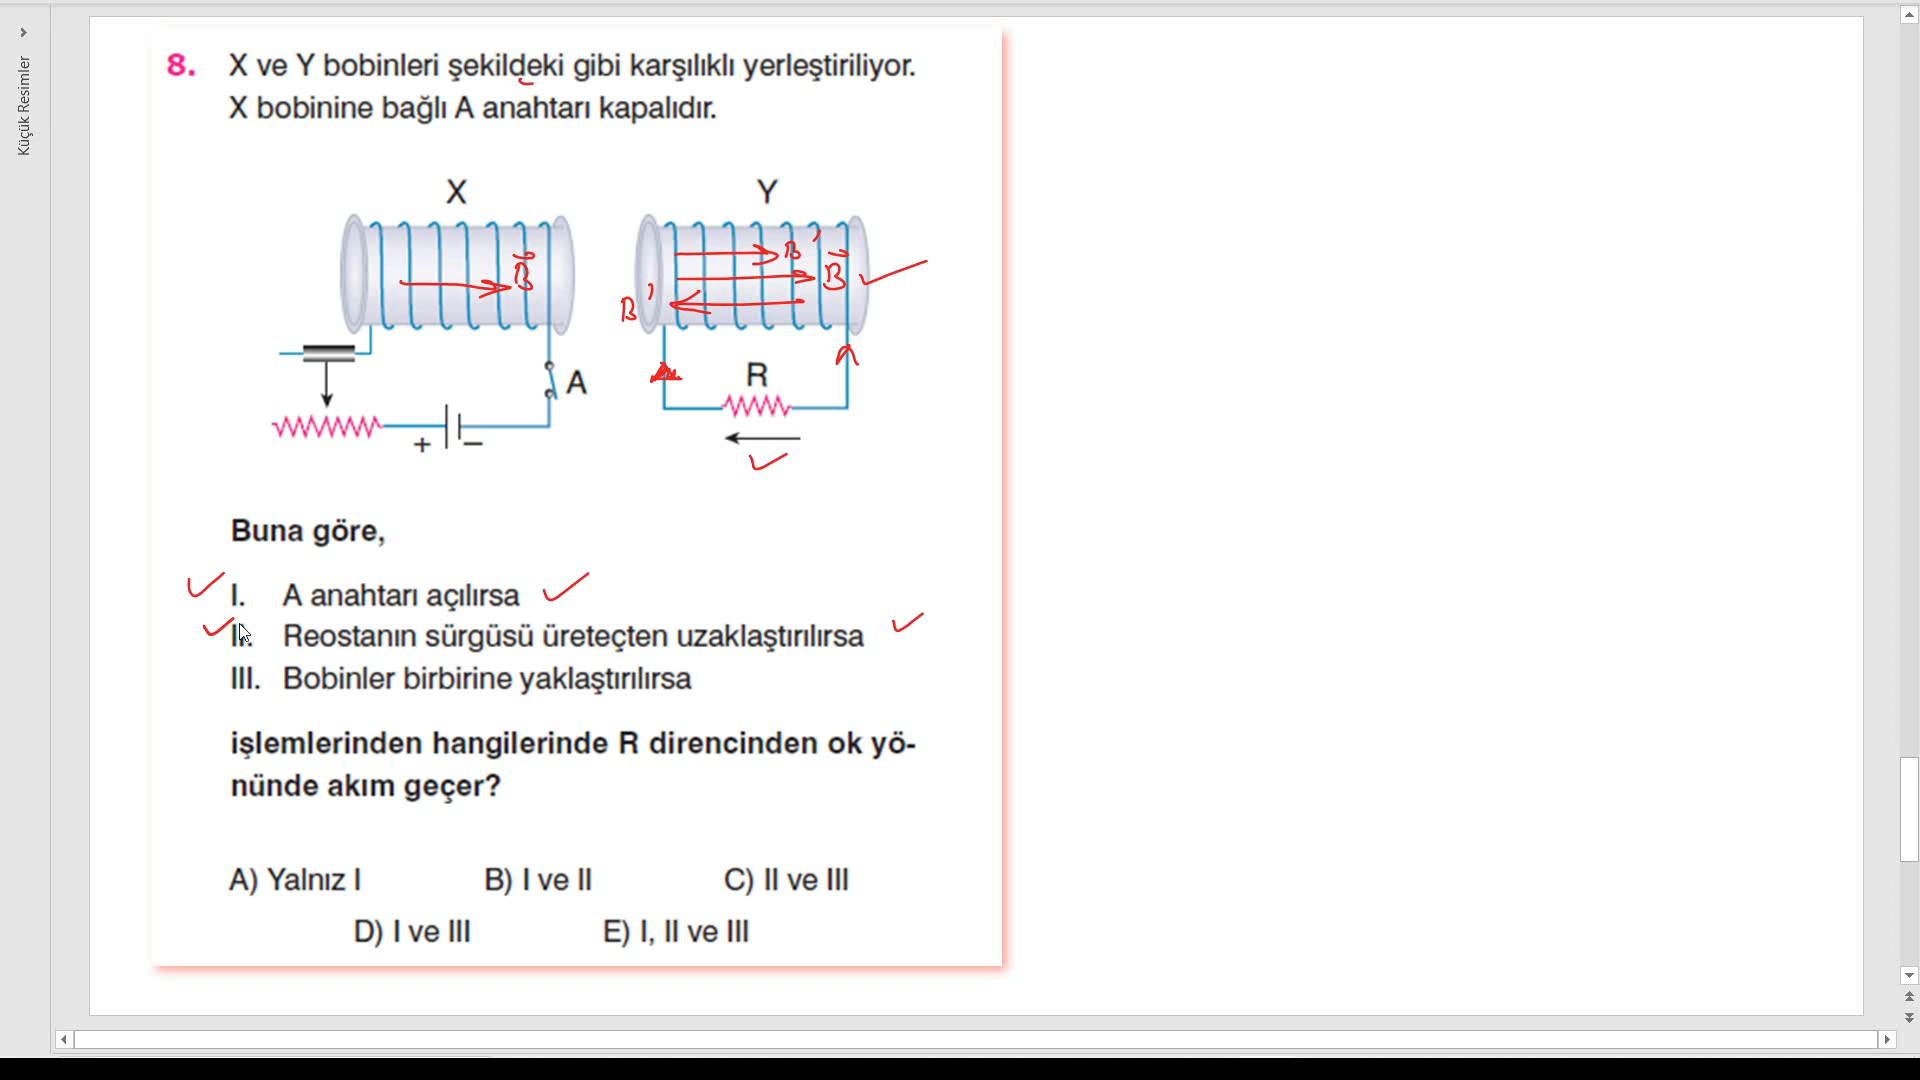 Küçük Resimler
8. X ve Y bobinleri şekildeki gibi karşılıklı yerleştiriliyor.
X bobinine bağlı A anahtarı kapalıdır.
X
Y
B
B'
B
B'
A
R
+ −
Buna göre,
I. A anahtarı açılırsa
II. Reostanın sürgüsü üreteçten uzaklaştırılırsa
III. Bobinler birbirine yaklaştırılırsa
işlemlerinden hangilerinde R direncinden ok yö-
nünde akım geçer?
A) Yalnız I B) I ve II C) II ve III
D) I ve III E) I, II ve III